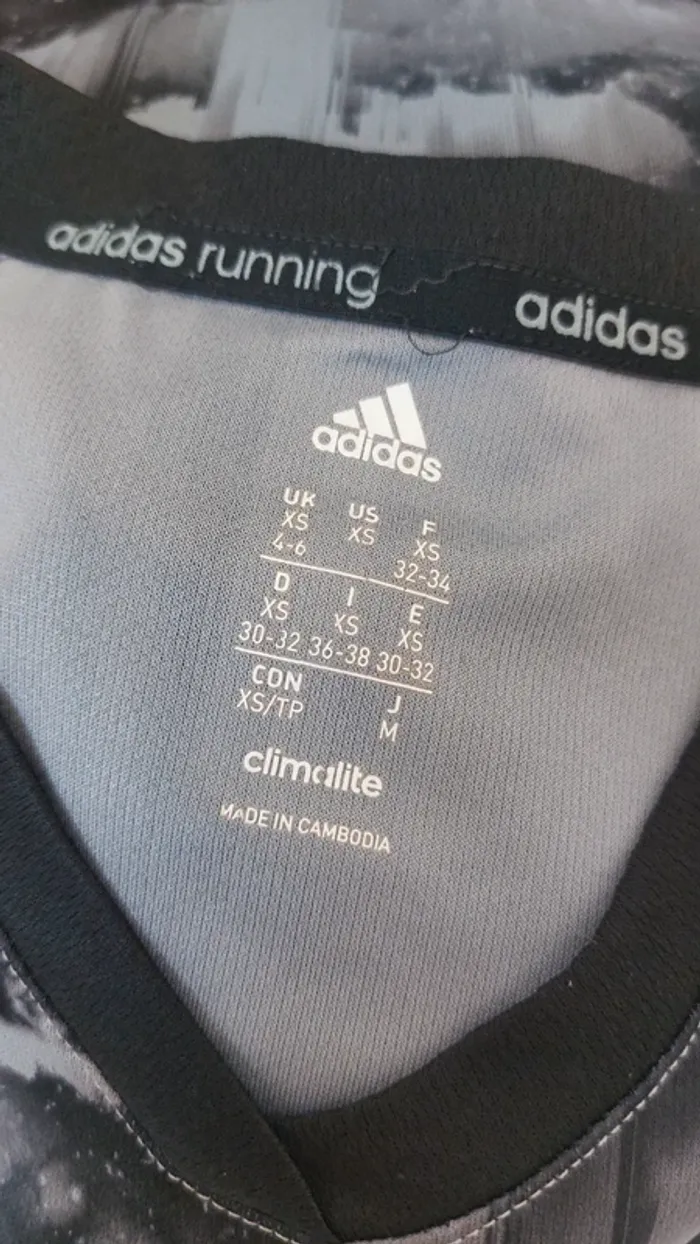 adidas running adidas
adidas
UK US F
XS XS XS
4-6 32-34
D I E
XS XS XS
30-32 36-38 30-32
CON J
XS/TP M
climalite
MADE IN CAMBODIA